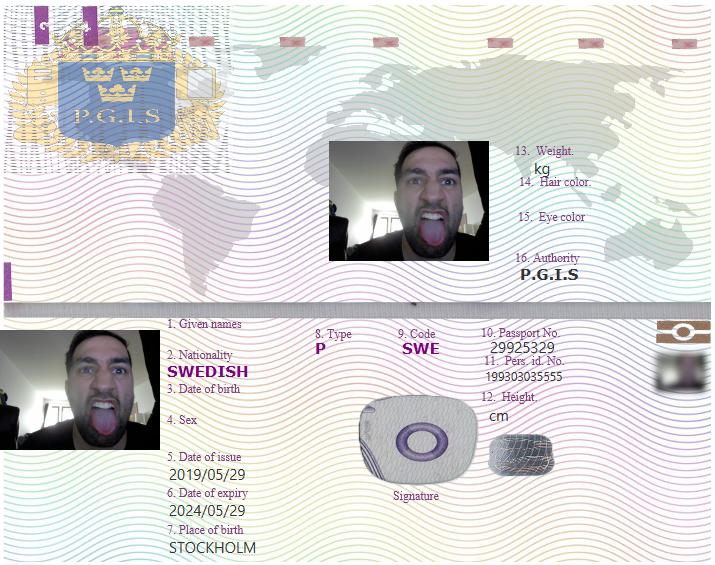 P.G.I.S
13. Weight.
kg
14. Hair color.
15. Eye color
16. Authority
P.G.I.S
1. Given names
2. Nationality
SWEDISH
3. Date of birth
4. Sex
5. Date of issue
2019/05/29
6. Date of expiry
2024/05/29
7. Place of birth
STOCKHOLM
8. Type
P
9. Code
SWE
10. Passport No.
29925329
11. Pers. id. No.
199303035555
12. Height.
cm
Signature